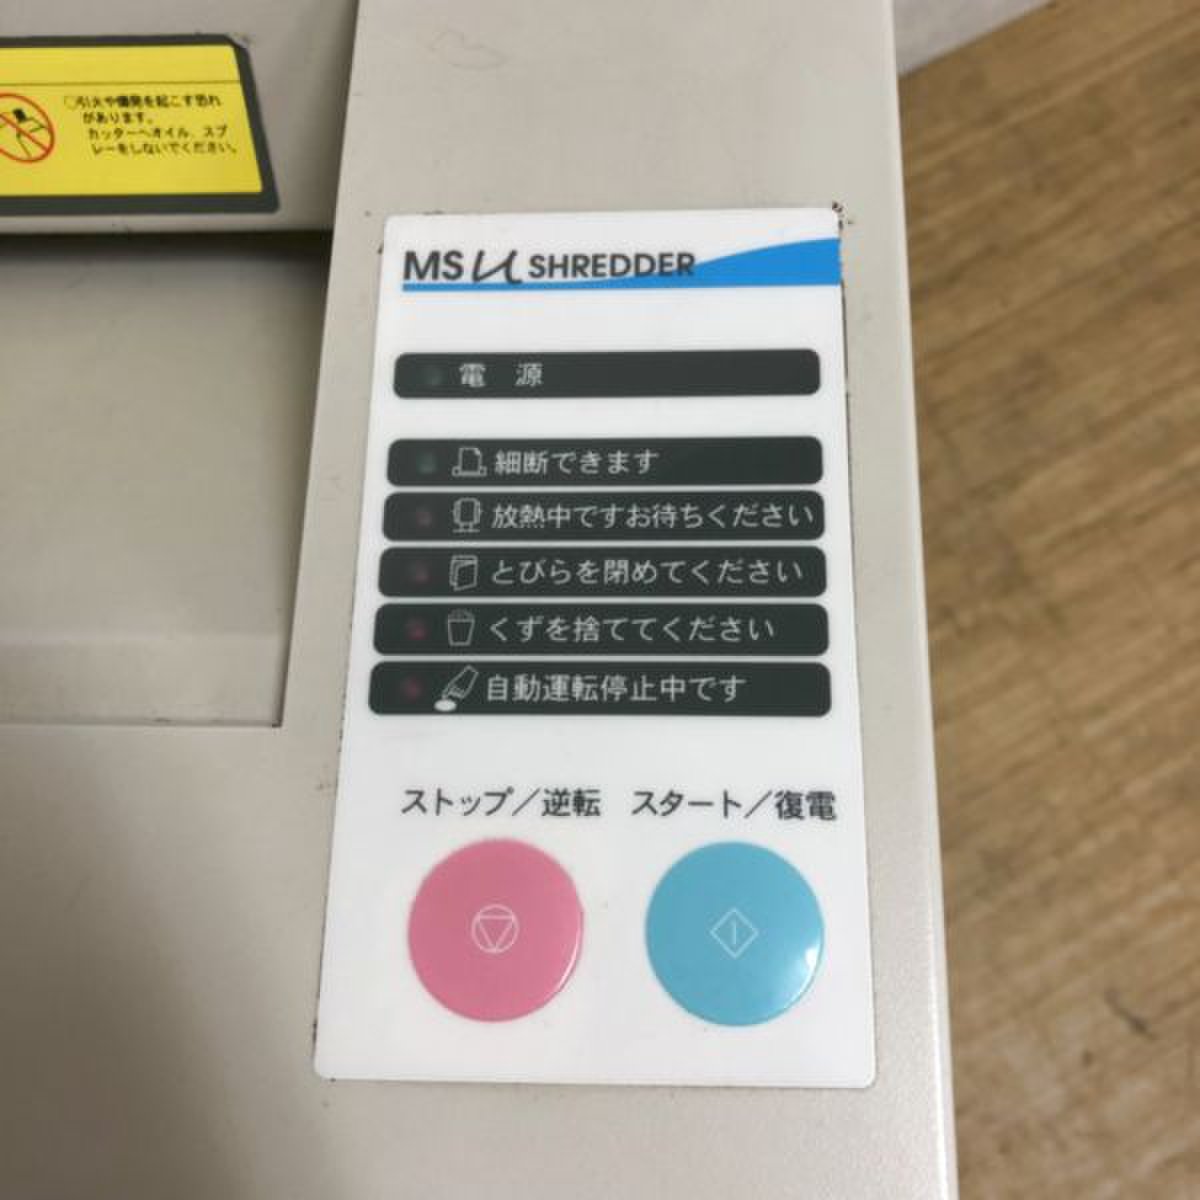 ○引火や爆発を起こす恐れ
があります。
カッターへオイル、スプ
レーをしないでください。
MS μ SHREDDER
電 源
細断できます
放熱中ですお待ちください
とびらを閉めてください
くずを捨ててください
自動運転停止中です
ストップ／逆転 スタート／復電